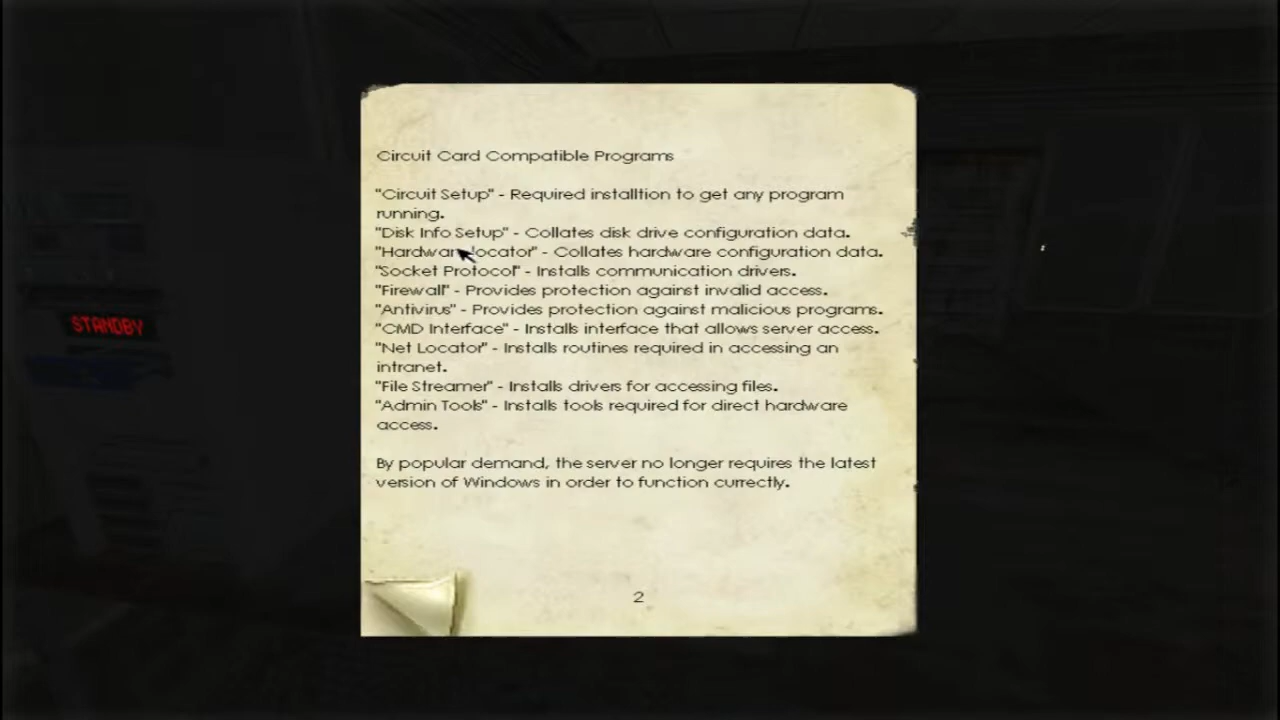 Circuit Card Compatible Programs
"Circuit Setup" - Required installtion to get any program
running.
"Disk Info Setup" - Collates disk drive configuration data.
"Hardware Locator" - Collates hardware configuration data.
"Socket Protocol" - Installs communication drivers.
"Firewall" - Provides protection against invalid access.
"Antivirus" - Provides protection against malicious programs.
"CMD Interface" - Installs interface that allows server access.
"Net Locator" - Installs routines required in accessing an
intranet.
"File Streamer" - Installs drivers for accessing files.
"Admin Tools" - Installs tools required for direct hardware
access.
By popular demand, the server no longer requires the latest
version of Windows in order to function currectly.
2
STANDBY